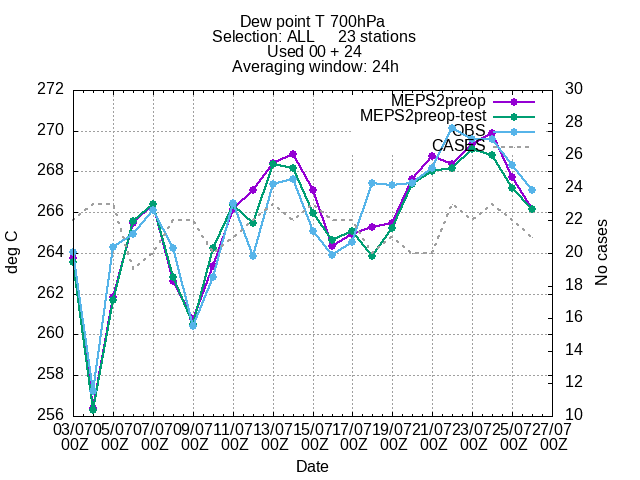 Dew point T 700hPa
Selection: ALL 23 stations
Used 00 + 24
Averaging window: 24h
MEPS2preop
MEPS2preop-test
OBS
CASES
272
270
268
266
264
262
260
258
256
deg C
30
28
26
24
22
20
18
16
14
12
10
No cases
03/07 05/07 07/07 09/07 11/07 13/07 15/07 17/07 19/07 21/07 23/07 25/07 27/07
00Z 00Z 00Z 00Z 00Z 00Z 00Z 00Z 00Z 00Z 00Z 00Z 00Z
Date